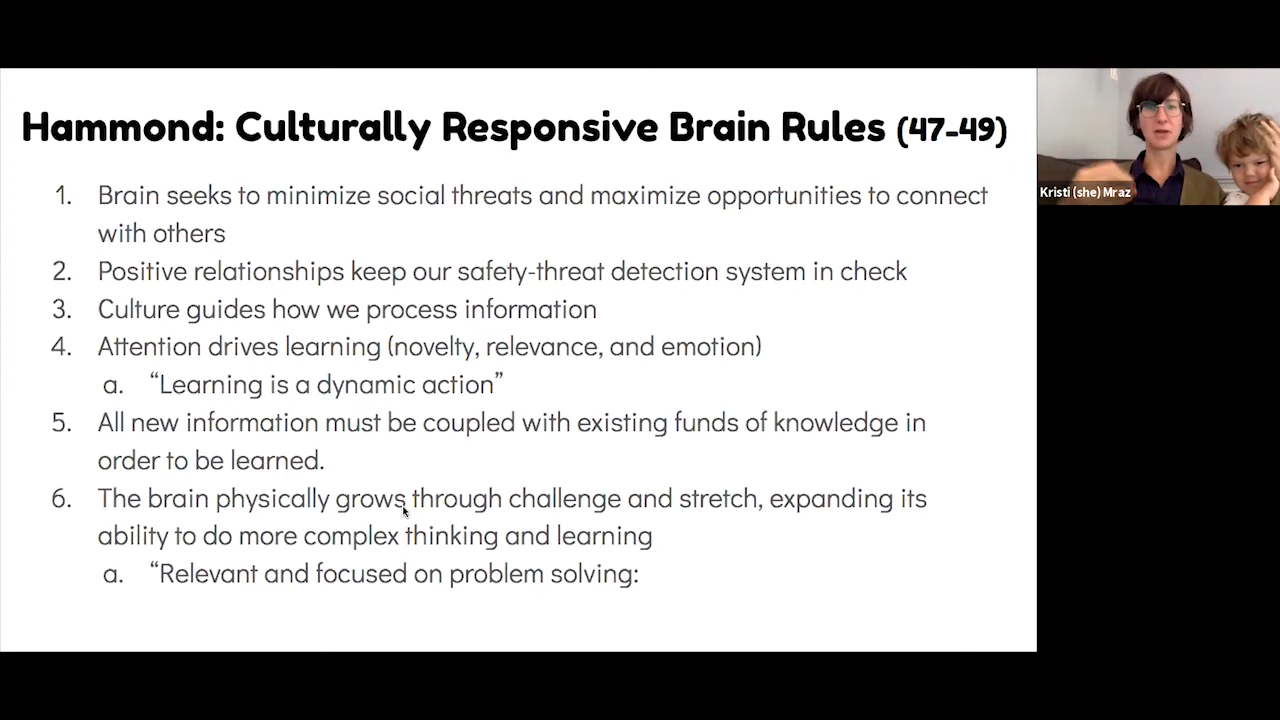 Hammond: Culturally Responsive Brain Rules (47-49)
1. Brain seeks to minimize social threats and maximize opportunities to connect
with others
2. Positive relationships keep our safety-threat detection system in check
3. Culture guides how we process information
4. Attention drives learning (novelty, relevance, and emotion)
a. “Learning is a dynamic action”
5. All new information must be coupled with existing funds of knowledge in
order to be learned.
6. The brain physically grows through challenge and stretch, expanding its
ability to do more complex thinking and learning
a. “Relevant and focused on problem solving:
Kristi (she) Mraz